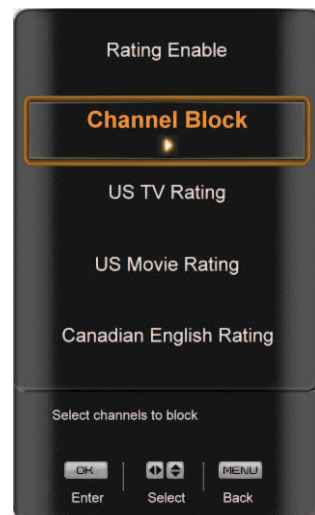 Rating Enable
Channel Block
US TV Rating
US Movie Rating
Canadian English Rating
Select channels to block
OK MENU
Enter Select Back